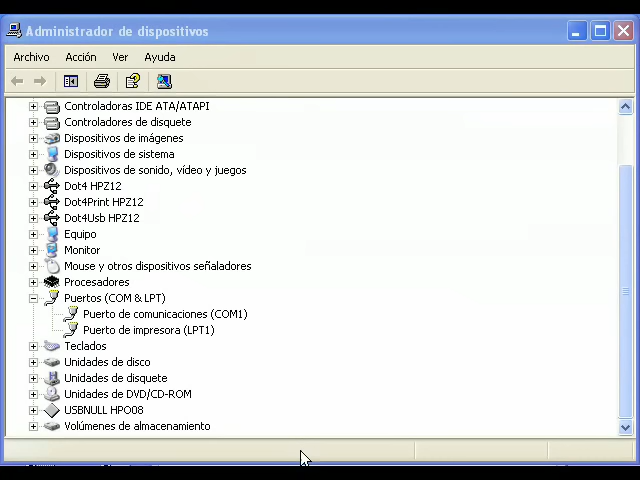 Administrador de dispositivos
Archivo Acción Ver Ayuda
Controladoras IDE ATA/ATAPI
Controladores de disquete
Dispositivos de imágenes
Dispositivos de sistema
Dispositivos de sonido, vídeo y juegos
Dot4 HPZ12
Dot4Print HPZ12
Dot4Usb HPZ12
Equipo
Monitor
Mouse y otros dispositivos señaladores
Procesadores
Puertos (COM & LPT)
Puerto de comunicaciones (COM1)
Puerto de impresora (LPT1)
Teclados
Unidades de disco
Unidades de disquete
Unidades de DVD/CD-ROM
USBNULL HPO08
Volúmenes de almacenamiento